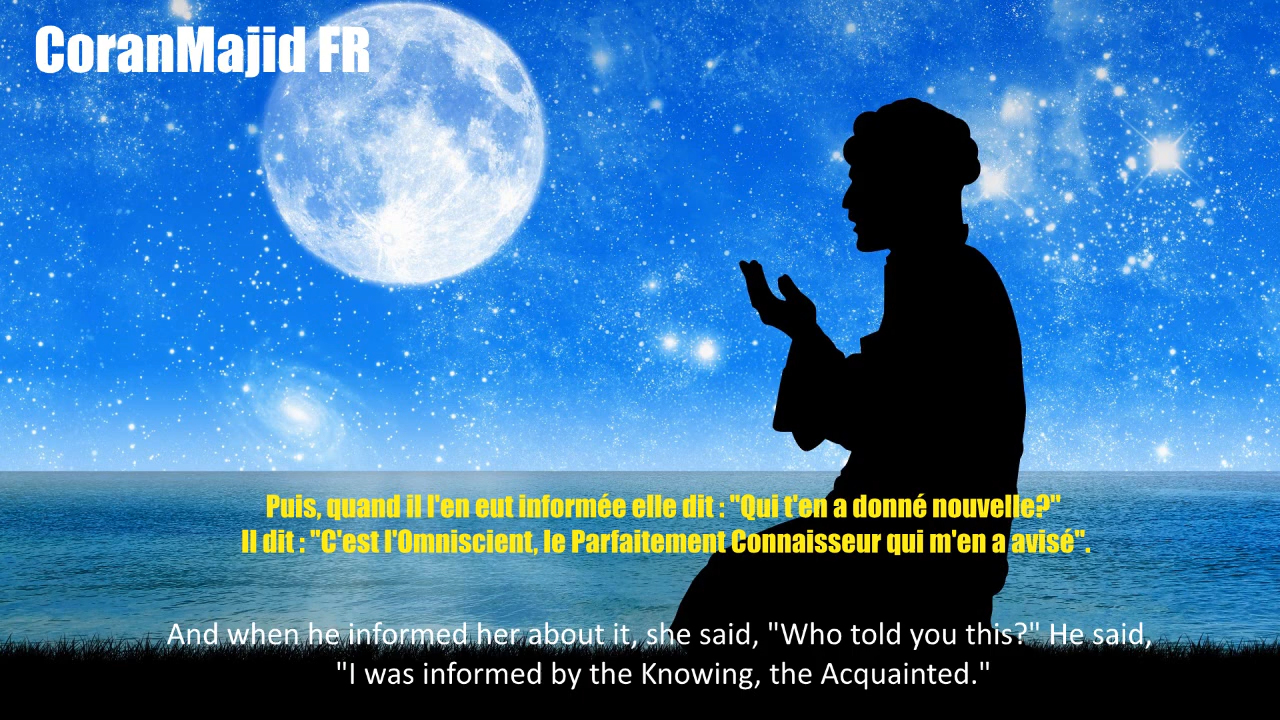 CoranMajid FR
Puis, quand il l'en eut informée elle dit : "Qui t'en a donné nouvelle?"
Il dit : "C'est l'Omniscient, le Parfaitement Connaisseur qui m'en a avisé".
And when he informed her about it, she said, "Who told you this?" He said,
"I was informed by the Knowing, the Acquainted."